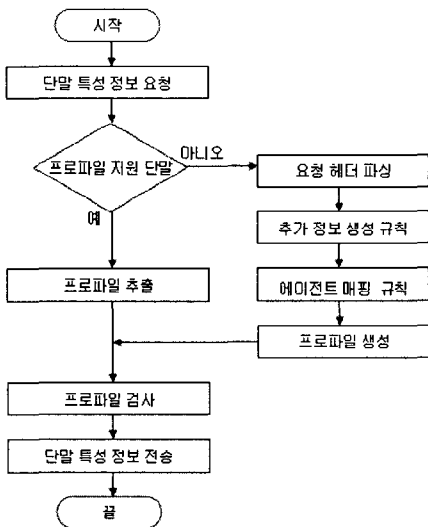 시작
단말 특성 정보 요청
프로파일 지원 단말
아니오
예
요청 헤더 파싱
추가 정보 생성 규칙
에이전트 매핑 규칙
프로파일 생성
프로파일 추출
프로파일 검사
단말 특성 정보 전송
끝